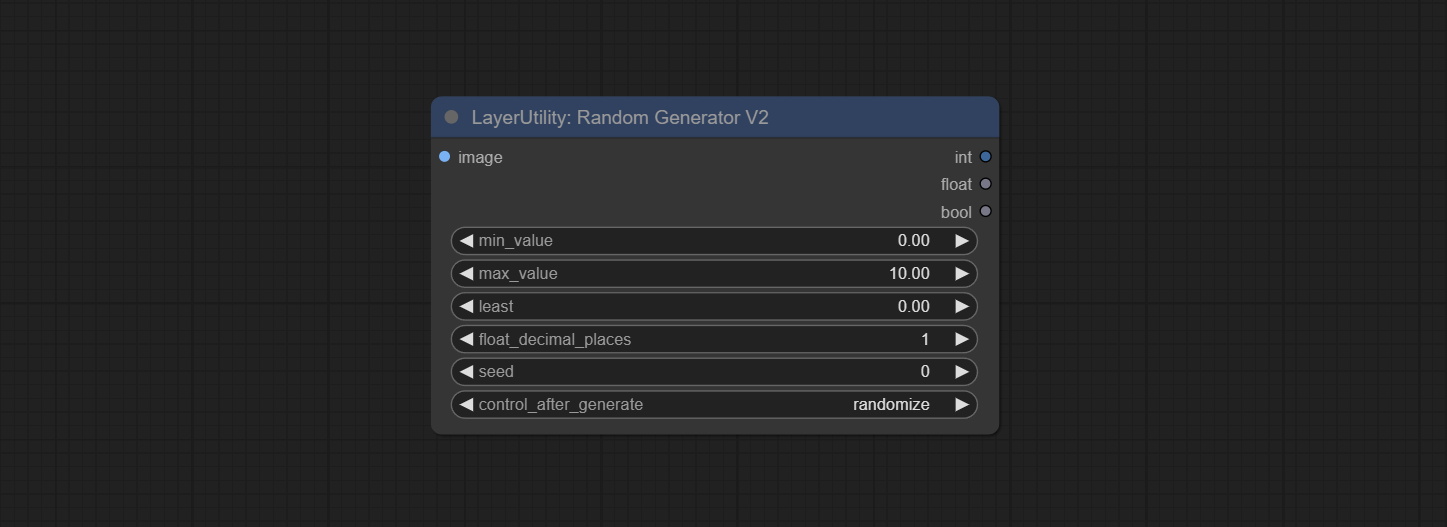 LayerUtility: Random Generator V2
image int
float
bool
min_value 0.00
max_value 10.00
least 0.00
float_decimal_places 1
seed 0
control_after_generate randomize